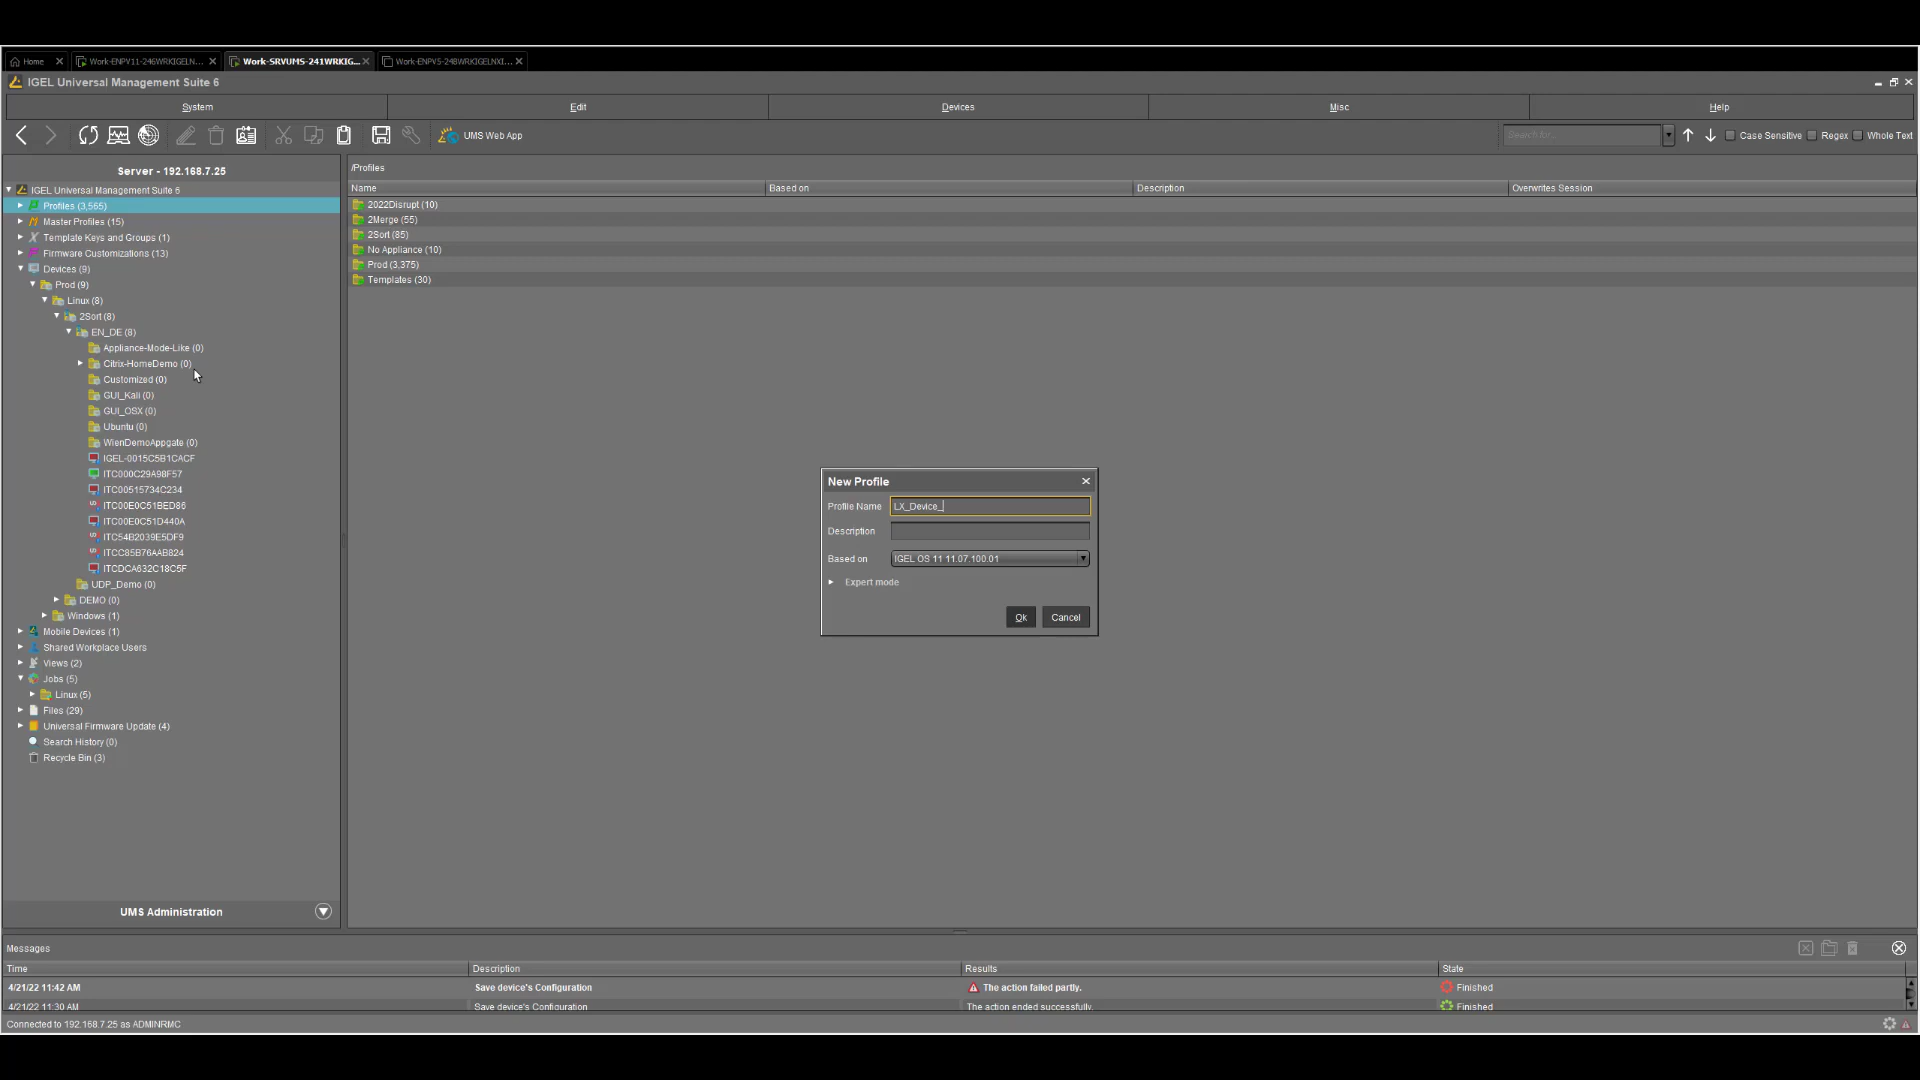 Home
Work-ENPV11-246WRKIGELN...
Work-SRVUMS-241WRKIG...
Work-ENPV5-248WRKIGELNXI...
IGEL Universal Management Suite 6
System Edit Devices Misc Help
UMS Web App
Search for...
Case Sensitive Regex Whole Text
Server - 192.168.7.25
IGEL Universal Management Suite 6
Profiles (3,565)
Master Profiles (15)
Template Keys and Groups (1)
Firmware Customizations (13)
Devices (9)
Prod (9)
Linux (8)
2Sort (8)
EN_DE (8)
Appliance-Mode-Like (0)
Citrix-HomeDemo (0)
Customized (0)
GUI_Kali (0)
GUI_OSX (0)
Ubuntu (0)
WienDemoAppgate (0)
IGEL-0015C5B1CACF
ITC000C29A98F57
ITC00515734C234
ITC00E0C51BED86
ITC00E0C51D440A
ITC54B2039E5DF9
ITCC85B76AAB824
ITCDCA632C18C5F
UDP_Demo (0)
DEMO (0)
Windows (1)
Mobile Devices (1)
Shared Workplace Users
Views (2)
Jobs (5)
Linux (5)
Files (29)
Universal Firmware Update (4)
Search History (0)
Recycle Bin (3)
UMS Administration
/Profiles
Name Based on Description Overwrites Session
2022Disrupt (10)
2Merge (55)
2Sort (85)
No Appliance (10)
Prod (3,375)
Templates (30)
New Profile
Profile Name LX_Device_
Description
Based on IGEL OS 11 11.07.100.01
Expert mode
Ok Cancel
Messages
Time Description Results State
4/21/22 11:42 AM Save device's Configuration The action failed partly. Finished
4/21/22 11:30 AM Save device's Configuration The action ended successfully. Finished
Connected to 192.168.7.25 as ADMINRMC